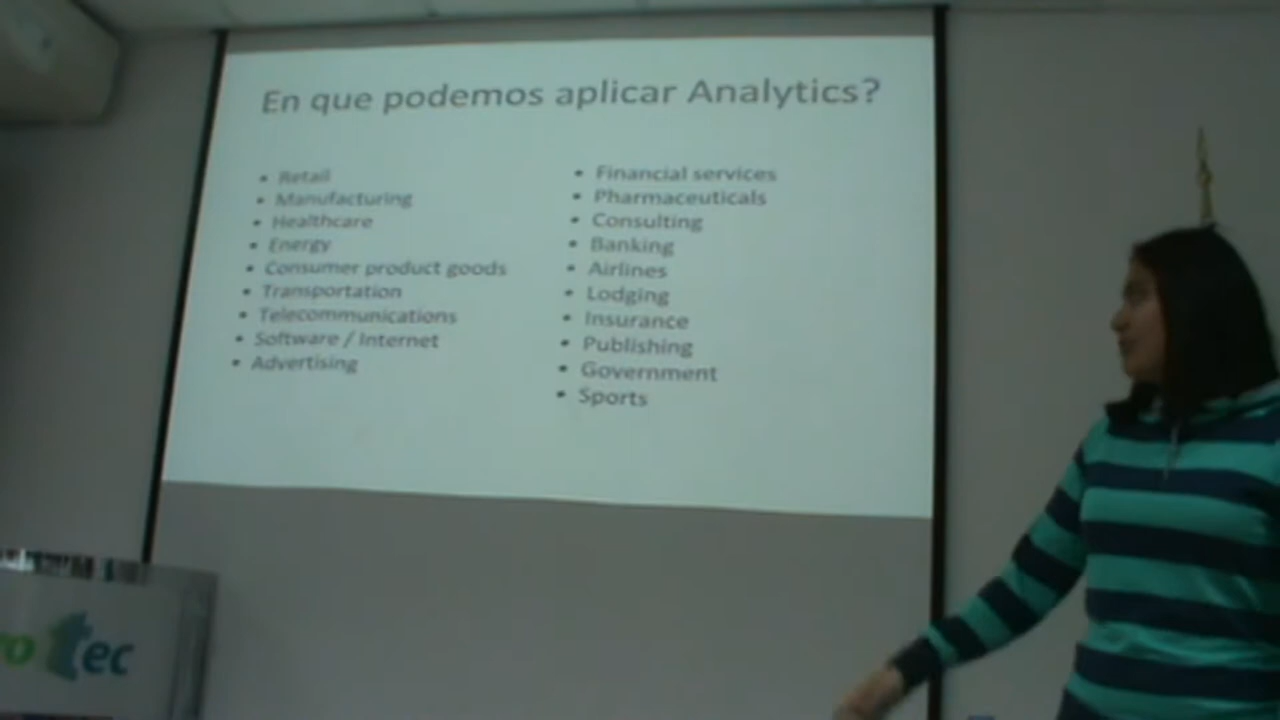 En que podemos aplicar Analytics?
• Retail
• Manufacturing
• Healthcare
• Energy
• Consumer product goods
• Transportation
• Telecommunications
• Software / Internet
• Advertising
• Financial services
• Pharmaceuticals
• Consulting
• Banking
• Airlines
• Lodging
• Insurance
• Publishing
• Government
• Sports
ro tec